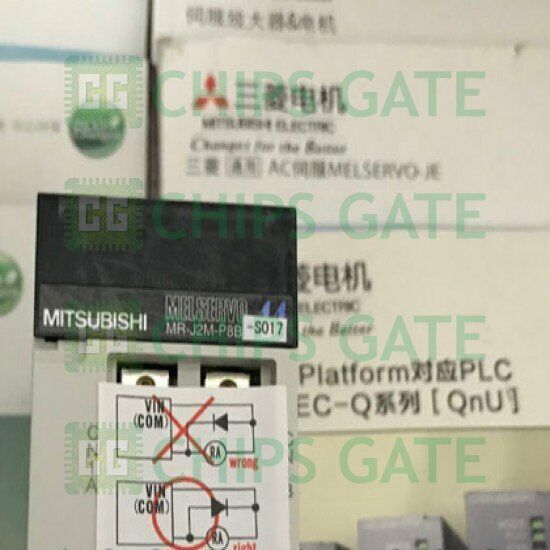 伺服放大器&电机
CHIPS GATE
三菱电机
MITSUBISHI ELECTRIC
Changes for the Better
三菱 通用 AC伺服MELSERVO-JE
CHIPS GATE
菱电机
MELSERVO
ELECTRIC
MITSUBISHI
MR-J2M-P8B
-S017
for the Better
CHIPS GATE
Platform对应PLC
EC-Q系列 [QnU]
VIN
(COM)
RA
wrong
CHIPS GATE
VIN
(COM)
RA
right